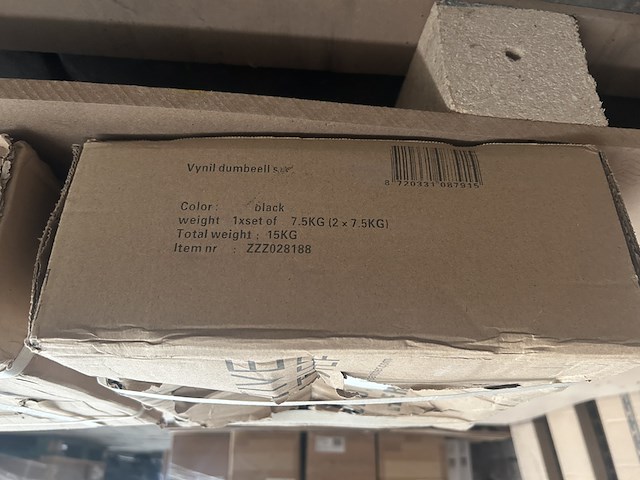 Vynil dumbeell s
8 720331 087915
Color : black
weight 1xset of 7.5KG (2 x 7.5KG)
Total weight : 15KG
Item nr : ZZZ028188